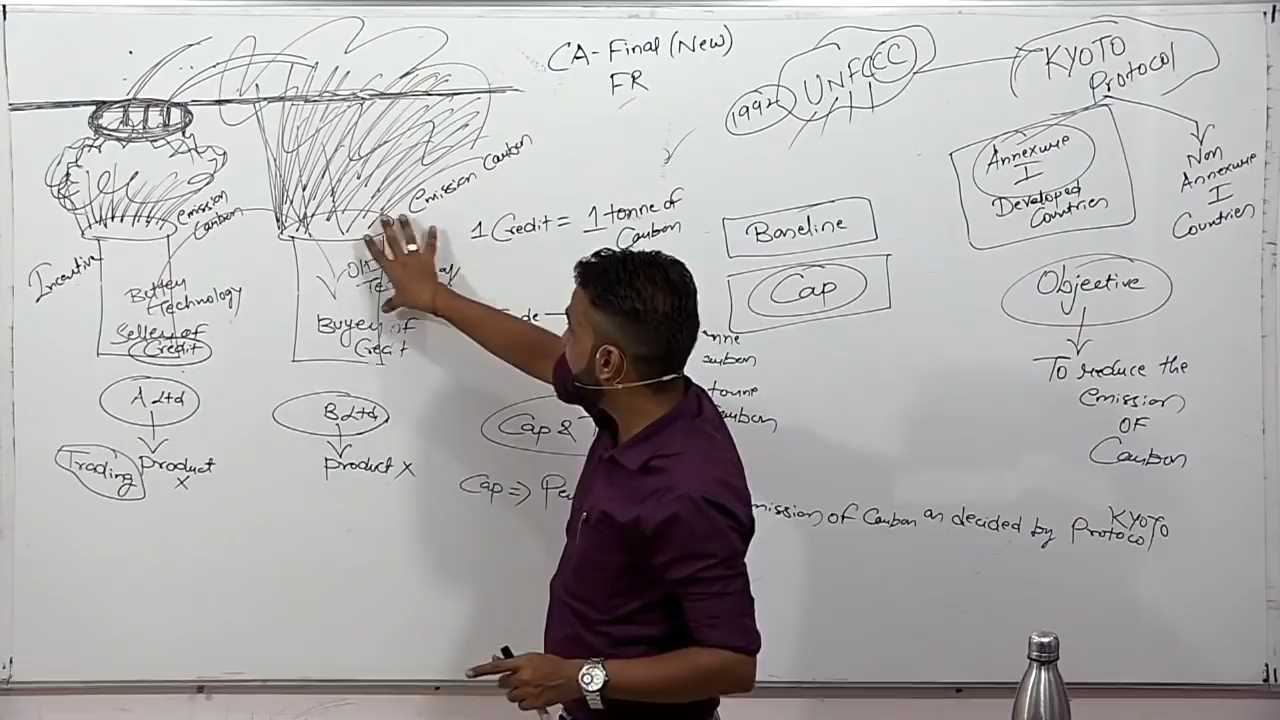 CA-Final (New)
FR
1992
UNFCCC
KYOTO
Protocol
Annexure
I
Developed
Countries
Non
Annexure
I
Countries
emission
Carbon
emission Carbon
1 Credit = 1 tonne of
Carbon
Baseline
Cap
Objective
To reduce the
emission
OF
Carbon
Incentive
Better
Technology
Seller of
Credit
Buyer of
Credit
A Ltd
B Ltd
Trading
Product
X
Product X
tonne
Cap &
Cap ⇒
mission of Carbon as decided by KYOTO
Protocol